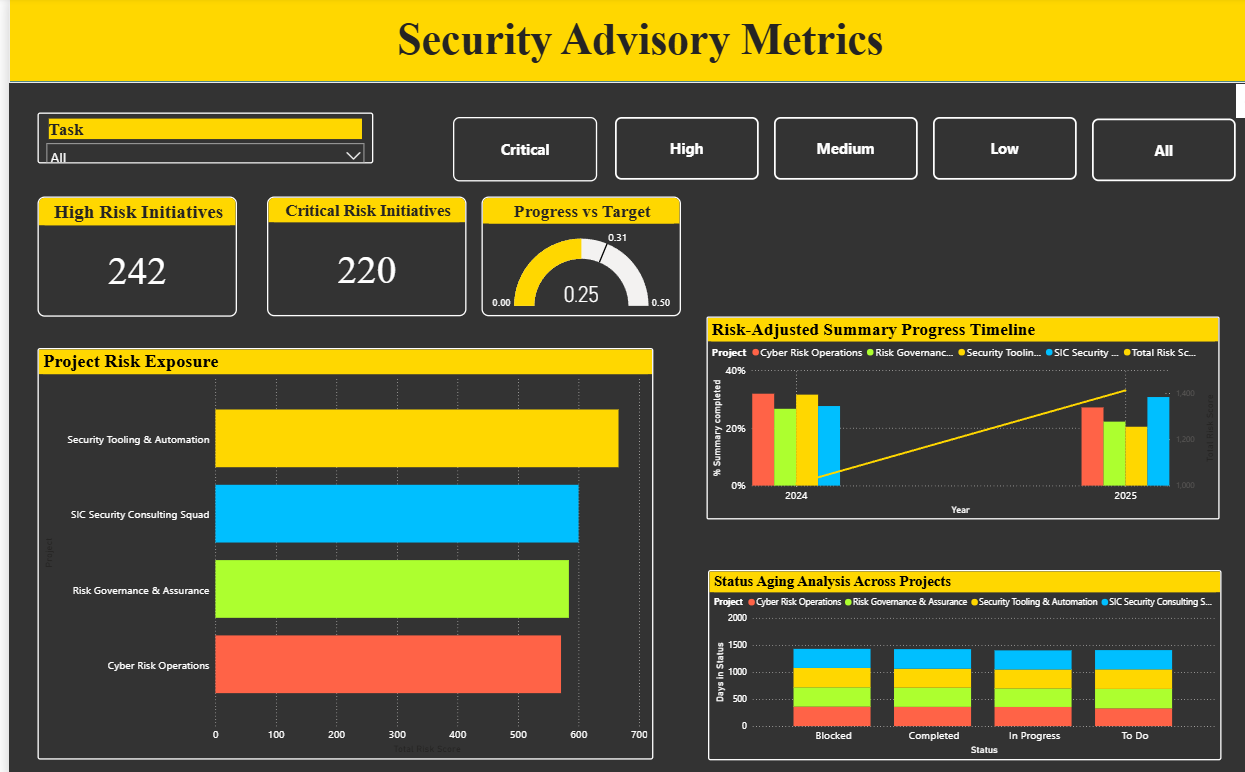 Security Advisory Metrics
Task
All
Critical
High
Medium
Low
All
High Risk Initiatives
242
Critical Risk Initiatives
220
Progress vs Target
0.31
0.00
0.25
0.50
Project Risk Exposure
Project
Security Tooling & Automation
SIC Security Consulting Squad
Risk Governance & Assurance
Cyber Risk Operations
0 100 200 300 400 500 600 700
Total Risk Score
Risk-Adjusted Summary Progress Timeline
Project Cyber Risk Operations Risk Governanc... Security Toolin... SIC Security ... Total Risk Sc...
% Summary completed
40%
20%
0%
1,400
1,200
1,000
Total Risk Score
2024 2025
Year
Status Aging Analysis Across Projects
Project Cyber Risk Operations Risk Governance & Assurance Security Tooling & Automation SIC Security Consulting S...
Days in Status
2000
1500
1000
500
0
Blocked Completed In Progress To Do
Status